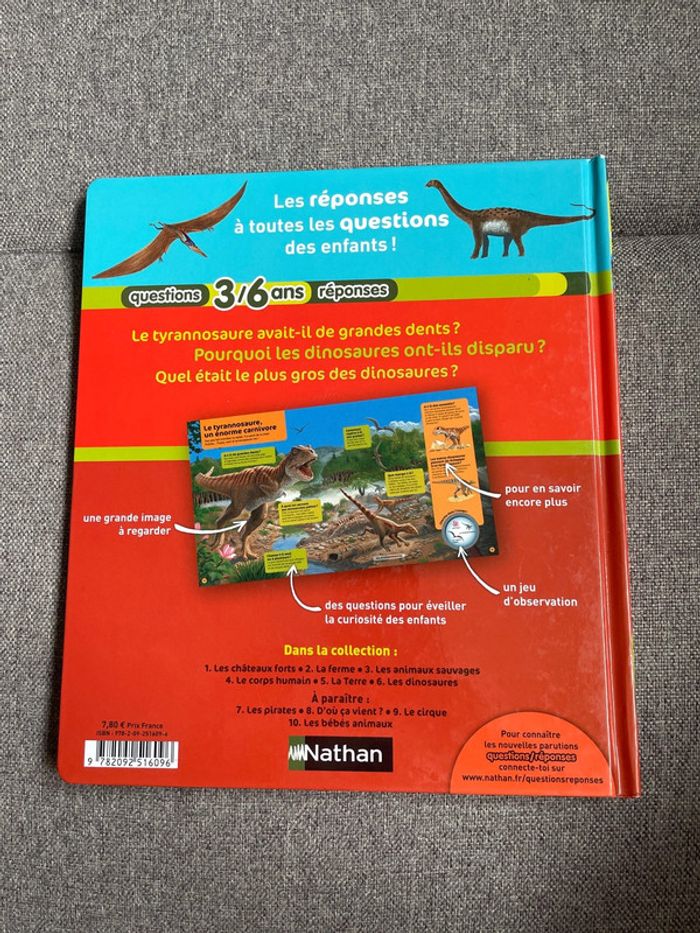 Les réponses
à toutes les questions
des enfants !
questions 3/6 ans réponses
Le tyrannosaure avait-il de grandes dents ?
Pourquoi les dinosaures ont-ils disparu ?
Quel était le plus gros des dinosaures ?
Le tyrannosaure,
un énorme carnivore
pour en savoir
encore plus
une grande image
à regarder
un jeu
d'observation
des questions pour éveiller
la curiosité des enfants
Dans la collection :
1. Les châteaux forts • 2. La ferme • 3. Les animaux sauvages
4. Le corps humain • 5. La Terre • 6. Les dinosaures
À paraître :
7. Les pirates • 8. D'où ça vient ? • 9. Le cirque
10. Les bébés animaux
7,80 € Prix France
ISBN : 978-2-09-251609-6
9 782092 516096
Nathan
Pour connaître
les nouvelles parutions
questions/réponses
connecte-toi sur
www.nathan.fr/questionsreponses